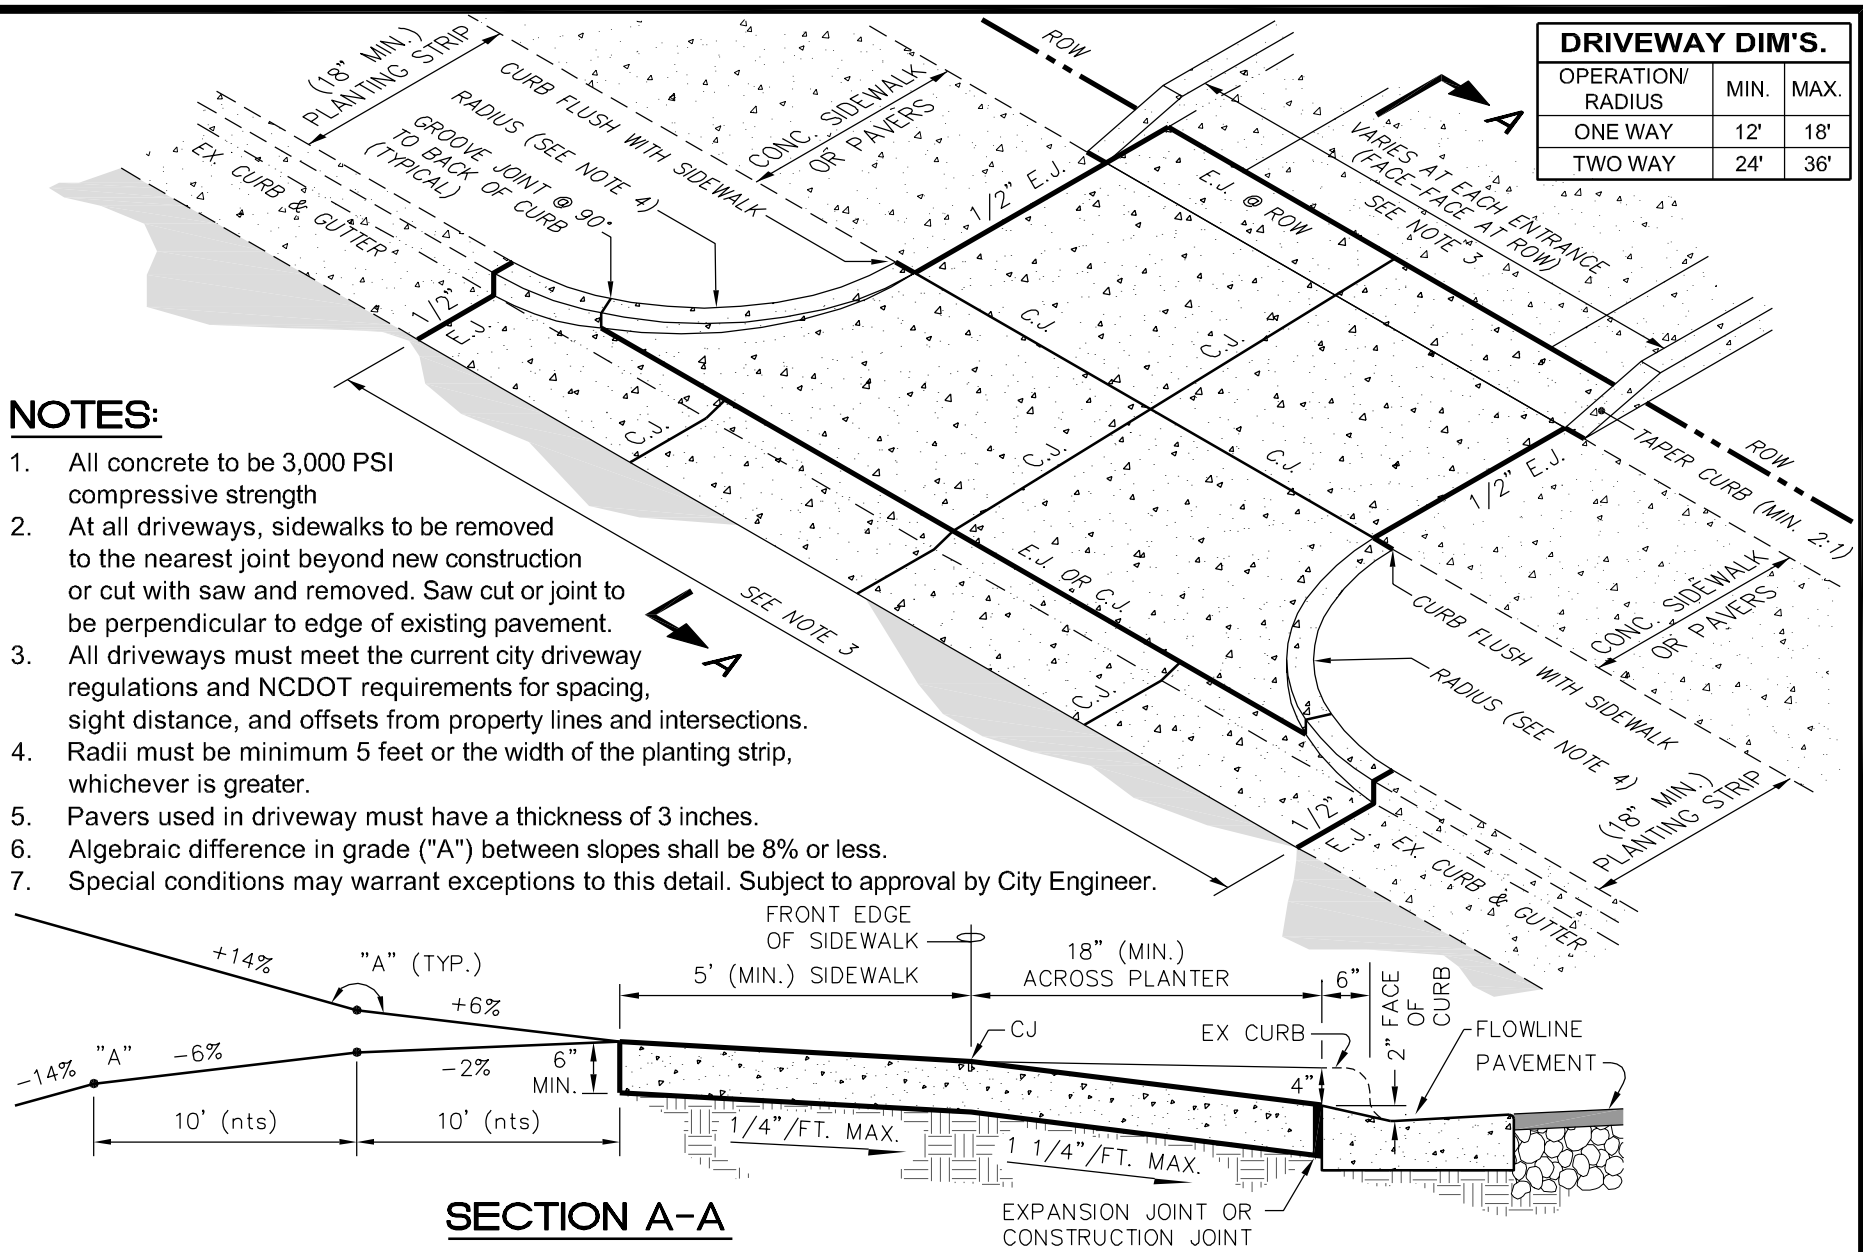 DRIVEWAY DIM'S.
OPERATION/
RADIUS
MIN.
MAX.
ONE WAY
12'
18'
TWO WAY
24'
36'
(18" MIN.)
PLANTING STRIP
CURB FLUSH WITH SIDEWALK
RADIUS (SEE NOTE 4)
GROOVE JOINT @ 90°
TO BACK OF CURB
(TYPICAL)
EX. CURB & GUTTER
CONC. SIDEWALK
OR PAVERS
ROW
A
1/2" E.J.
E.J. @ ROW
VARIES AT EACH ENTRANCE
(FACE-FACE AT ROW)
SEE NOTE 3
1/2"
E.J.
C.J.
C.J.
C.J.
C.J.
C.J.
C.J.
E.J. OR C.J.
1/2" E.J.
TAPER CURB (MIN. 2:1)
ROW
CONC. SIDEWALK
OR PAVERS
CURB FLUSH WITH SIDEWALK
RADIUS (SEE NOTE 4)
(18" MIN.)
PLANTING STRIP
1/2"
E.J.
EX. CURB & GUTTER
SEE NOTE 3
A
NOTES:
1. All concrete to be 3,000 PSI
compressive strength
2. At all driveways, sidewalks to be removed
to the nearest joint beyond new construction
or cut with saw and removed. Saw cut or joint to
be perpendicular to edge of existing pavement.
3. All driveways must meet the current city driveway
regulations and NCDOT requirements for spacing,
sight distance, and offsets from property lines and intersections.
4. Radii must be minimum 5 feet or the width of the planting strip,
whichever is greater.
5. Pavers used in driveway must have a thickness of 3 inches.
6. Algebraic difference in grade ("A") between slopes shall be 8% or less.
7. Special conditions may warrant exceptions to this detail. Subject to approval by City Engineer.
+14%
"A" (TYP.)
+6%
-14%
"A"
-6%
-2%
10' (nts)
10' (nts)
6"
MIN.
FRONT EDGE
OF SIDEWALK
5' (MIN.) SIDEWALK
18" (MIN.)
ACROSS PLANTER
6"
2" FACE
OF
CURB
CJ
EX CURB
4"
FLOWLINE
PAVEMENT
1/4"/FT. MAX.
1 1/4"/FT. MAX.
EXPANSION JOINT OR
CONSTRUCTION JOINT
SECTION A-A